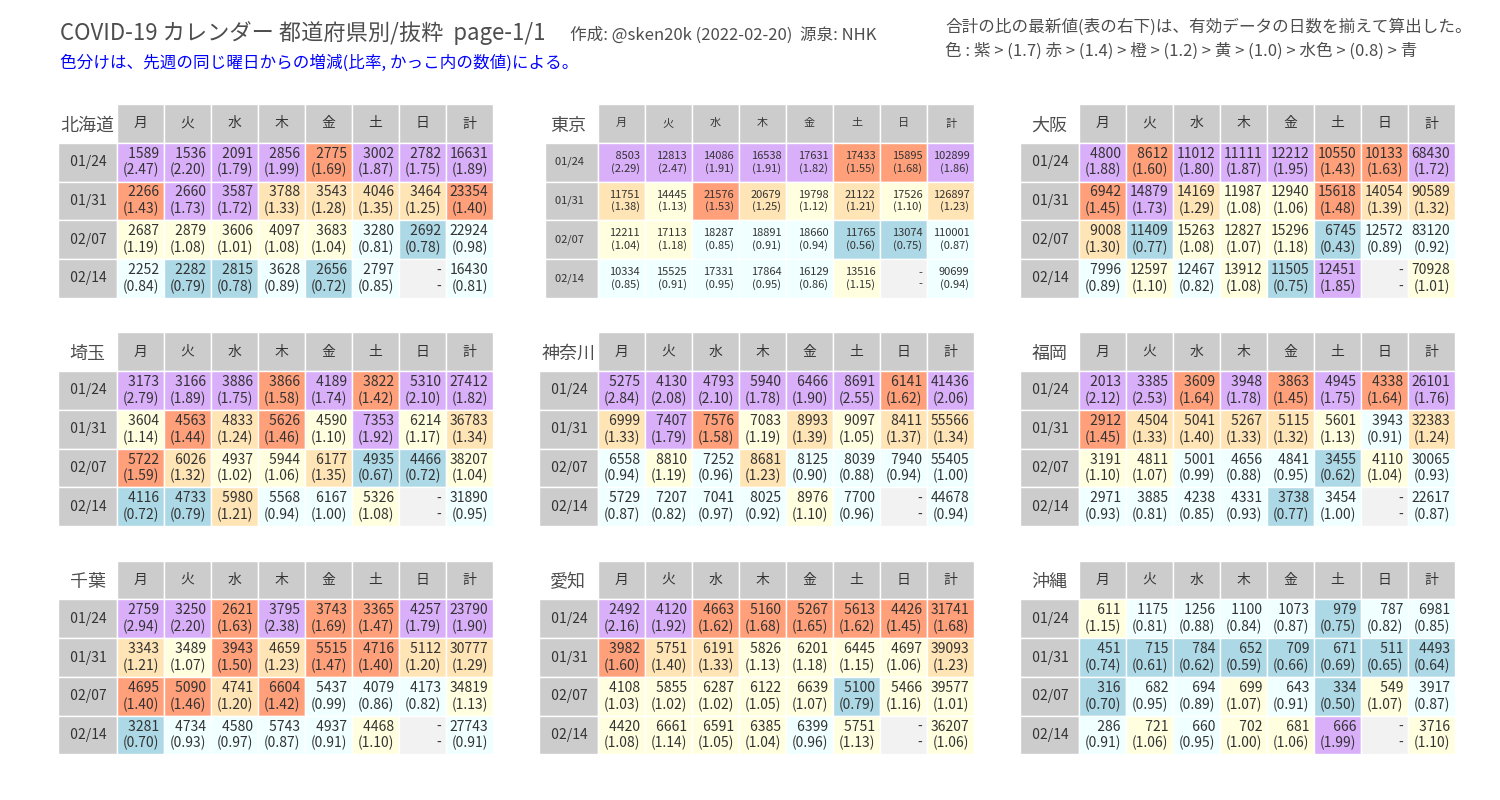 COVID-19 カレンダー 都道府県別/抜粋 page-1/1 作成: @sken20k (2022-02-20) 源泉: NHK
合計の比の最新値(表の右下)は、有効データの日数を揃えて算出した。
色分けは、先週の同じ曜日からの増減(比率, かっこ内の数値)による。
色 : 紫 > (1.7) 赤 > (1.4) > 橙 > (1.2) > 黄 > (1.0) > 水色 > (0.8) > 青
北海道 月 火 水 木 金 土 日 計
01/24 1589 1536 2091 2856 2775 3002 2782 16631
(2.47) (2.20) (1.79) (1.99) (1.69) (1.87) (1.75) (1.89)
01/31 2266 2660 3587 3788 3543 4046 3464 23354
(1.43) (1.73) (1.72) (1.33) (1.28) (1.35) (1.25) (1.40)
02/07 2687 2879 3606 4097 3683 3280 2692 22924
(1.19) (1.08) (1.01) (1.08) (1.04) (0.81) (0.78) (0.98)
02/14 2252 2282 2815 3628 2656 2797 - 16430
(0.84) (0.79) (0.78) (0.89) (0.72) (0.85) - (0.81)
東京 月 火 水 木 金 土 日 計
01/24 8503 12813 14086 16538 17631 17433 15895 102899
(2.29) (2.47) (1.91) (1.91) (1.82) (1.55) (1.68) (1.86)
01/31 11751 14445 21576 20679 19798 21122 17526 126897
(1.38) (1.13) (1.53) (1.25) (1.12) (1.21) (1.10) (1.23)
02/07 12211 17113 18287 18891 18660 11765 13074 110001
(1.04) (1.18) (0.85) (0.91) (0.94) (0.56) (0.75) (0.87)
02/14 10334 15525 17331 17864 16129 13516 - 90699
(0.85) (0.91) (0.95) (0.95) (0.86) (1.15) - (0.94)
大阪 月 火 水 木 金 土 日 計
01/24 4800 8612 11012 11111 12212 10550 10133 68430
(1.88) (1.60) (1.80) (1.87) (1.95) (1.43) (1.63) (1.72)
01/31 6942 14879 14169 11987 12940 15618 14054 90589
(1.45) (1.73) (1.29) (1.08) (1.06) (1.48) (1.39) (1.32)
02/07 9008 11409 15263 12827 15296 6745 12572 83120
(1.30) (0.77) (1.08) (1.07) (1.18) (0.43) (0.89) (0.92)
02/14 7996 12597 12467 13912 11505 12451 - 70928
(0.89) (1.10) (0.82) (1.08) (0.75) (1.85) - (1.01)
埼玉 月 火 水 木 金 土 日 計
01/24 3173 3166 3886 3866 4189 3822 5310 27412
(2.79) (1.89) (1.75) (1.58) (1.74) (1.42) (2.10) (1.82)
01/31 3604 4563 4833 5626 4590 7353 6214 36783
(1.14) (1.44) (1.24) (1.46) (1.10) (1.92) (1.17) (1.34)
02/07 5722 6026 4937 5944 6177 4935 4466 38207
(1.59) (1.32) (1.02) (1.06) (1.35) (0.67) (0.72) (1.04)
02/14 4116 4733 5980 5568 6167 5326 - 31890
(0.72) (0.79) (1.21) (0.94) (1.00) (1.08) - (0.95)
神奈川 月 火 水 木 金 土 日 計
01/24 5275 4130 4793 5940 6466 8691 6141 41436
(2.84) (2.08) (2.10) (1.78) (1.90) (2.55) (1.62) (2.06)
01/31 6999 7407 7576 7083 8993 9097 8411 55566
(1.33) (1.79) (1.58) (1.19) (1.39) (1.05) (1.37) (1.34)
02/07 6558 8810 7252 8681 8125 8039 7940 55405
(0.94) (1.19) (0.96) (1.23) (0.90) (0.88) (0.94) (1.00)
02/14 5729 7207 7041 8025 8976 7700 - 44678
(0.87) (0.82) (0.97) (0.92) (1.10) (0.96) - (0.94)
福岡 月 火 水 木 金 土 日 計
01/24 2013 3385 3609 3948 3863 4945 4338 26101
(2.12) (2.53) (1.64) (1.78) (1.45) (1.75) (1.64) (1.76)
01/31 2912 4504 5041 5267 5115 5601 3943 32383
(1.45) (1.33) (1.40) (1.33) (1.32) (1.13) (0.91) (1.24)
02/07 3191 4811 5001 4656 4841 3455 4110 30065
(1.10) (1.07) (0.99) (0.88) (0.95) (0.62) (1.04) (0.93)
02/14 2971 3885 4238 4331 3738 3454 - 22617
(0.93) (0.81) (0.85) (0.93) (0.77) (1.00) - (0.87)
千葉 月 火 水 木 金 土 日 計
01/24 2759 3250 2621 3795 3743 3365 4257 23790
(2.94) (2.20) (1.63) (2.38) (1.69) (1.47) (1.79) (1.90)
01/31 3343 3489 3943 4659 5515 4716 5112 30777
(1.21) (1.07) (1.50) (1.23) (1.47) (1.40) (1.20) (1.29)
02/07 4695 5090 4741 6604 5437 4079 4173 34819
(1.40) (1.46) (1.20) (1.42) (0.99) (0.86) (0.82) (1.13)
02/14 3281 4734 4580 5743 4937 4468 - 27743
(0.70) (0.93) (0.97) (0.87) (0.91) (1.10) - (0.91)
愛知 月 火 水 木 金 土 日 計
01/24 2492 4120 4663 5160 5267 5613 4426 31741
(2.16) (1.92) (1.62) (1.68) (1.65) (1.62) (1.45) (1.68)
01/31 3982 5751 6191 5826 6201 6445 4697 39093
(1.60) (1.40) (1.33) (1.13) (1.18) (1.15) (1.06) (1.23)
02/07 4108 5855 6287 6122 6639 5100 5466 39577
(1.03) (1.02) (1.02) (1.05) (1.07) (0.79) (1.16) (1.01)
02/14 4420 6661 6591 6385 6399 5751 - 36207
(1.08) (1.14) (1.05) (1.04) (0.96) (1.13) - (1.06)
沖縄 月 火 水 木 金 土 日 計
01/24 611 1175 1256 1100 1073 979 787 6981
(1.15) (0.81) (0.88) (0.84) (0.87) (0.75) (0.82) (0.85)
01/31 451 715 784 652 709 671 511 4493
(0.74) (0.61) (0.62) (0.59) (0.66) (0.69) (0.65) (0.64)
02/07 316 682 694 699 643 334 549 3917
(0.70) (0.95) (0.89) (1.07) (0.91) (0.50) (1.07) (0.87)
02/14 286 721 660 702 681 666 - 3716
(0.91) (1.06) (0.95) (1.00) (1.06) (1.99) - (1.10)